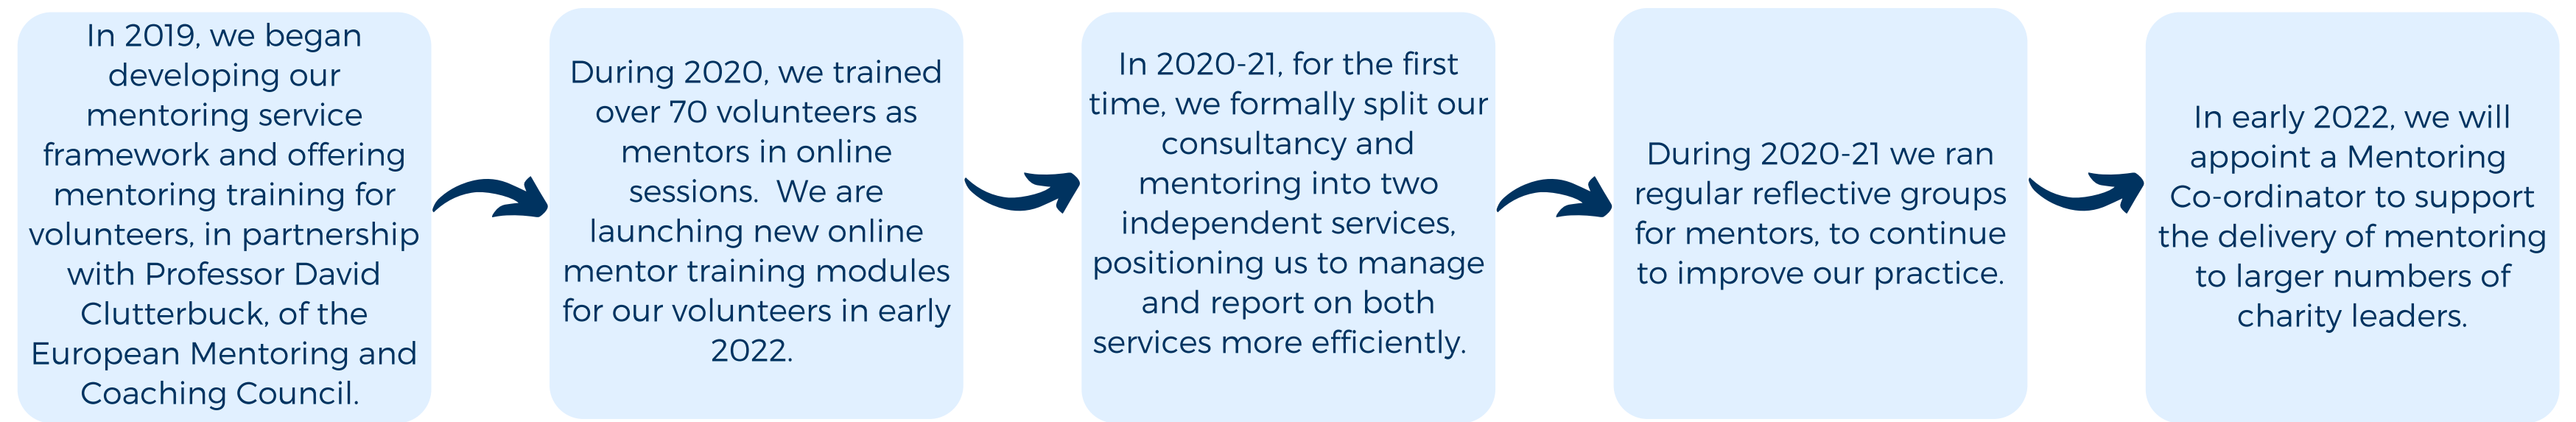 In 2019, we began
developing our
mentoring service
framework and offering
mentoring training for
volunteers, in partnership
with Professor David
Clutterbuck, of the
European Mentoring and
Coaching Council.
During 2020, we trained
over 70 volunteers as
mentors in online
sessions.  We are
launching new online
mentor training modules
for our volunteers in early
2022.
In 2020-21, for the first
time, we formally split our
consultancy and
mentoring into two
independent services,
positioning us to manage
and report on both
services more efficiently.
During 2020-21 we ran
regular reflective groups
for mentors, to continue
to improve our practice.
In early 2022, we will
appoint a Mentoring
Co-ordinator to support
the delivery of mentoring
to larger numbers of
charity leaders.